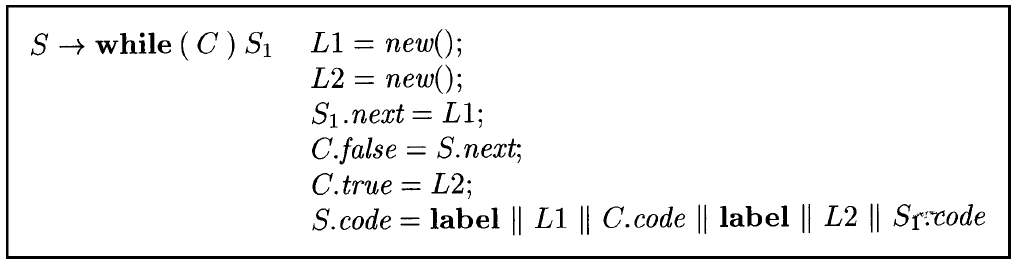 S → while ( C ) S₁ L1 = new();
L2 = new();
S₁.next = L1;
C.false = S.next;
C.true = L2;
S.code = label ∥ L1 ∥ C.code ∥ label ∥ L2 ∥ S₁.code